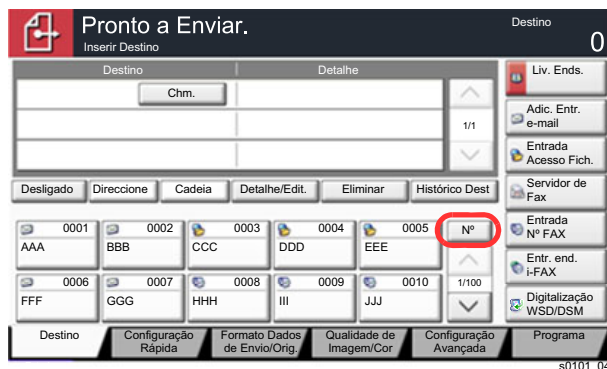 Pronto a Enviar.
Inserir Destino
Destino
0
Destino
Detalhe
Chm.
1/1
Desligado
Direccione
Cadeia
Detalhe/Edit.
Eliminar
Histórico Dest
0001
AAA
0002
BBB
0003
CCC
0004
DDD
0005
EEE
Nº
0006
FFF
0007
GGG
0008
HHH
0009
III
0010
JJJ
1/100
Liv. Ends.
Adic. Entr.
e-mail
Entrada
Acesso Fich.
Servidor de
Fax
Entrada
Nº FAX
Entr. end.
i-FAX
Digitalização
WSD/DSM
Destino
Configuração
Rápida
Formato Dados
de Envio/Orig.
Qualidade de
Imagem/Cor
Configuração
Avançada
Programa
s0101_04